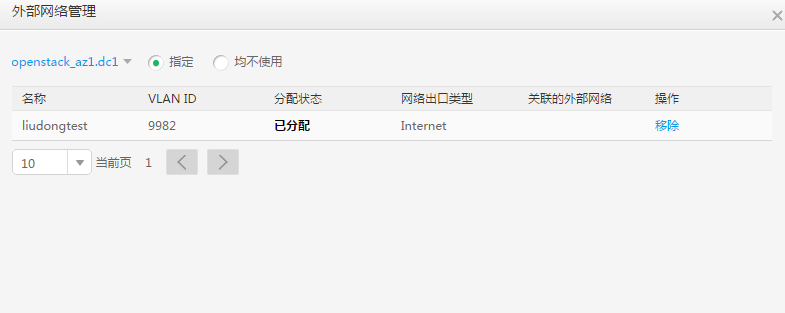 外部网络管理
openstack_az1.dc1 指定 均不使用
名称 VLAN ID 分配状态 网络出口类型 关联的外部网络 操作
liudongtest 9982 已分配 Internet 移除
10 当前页 1